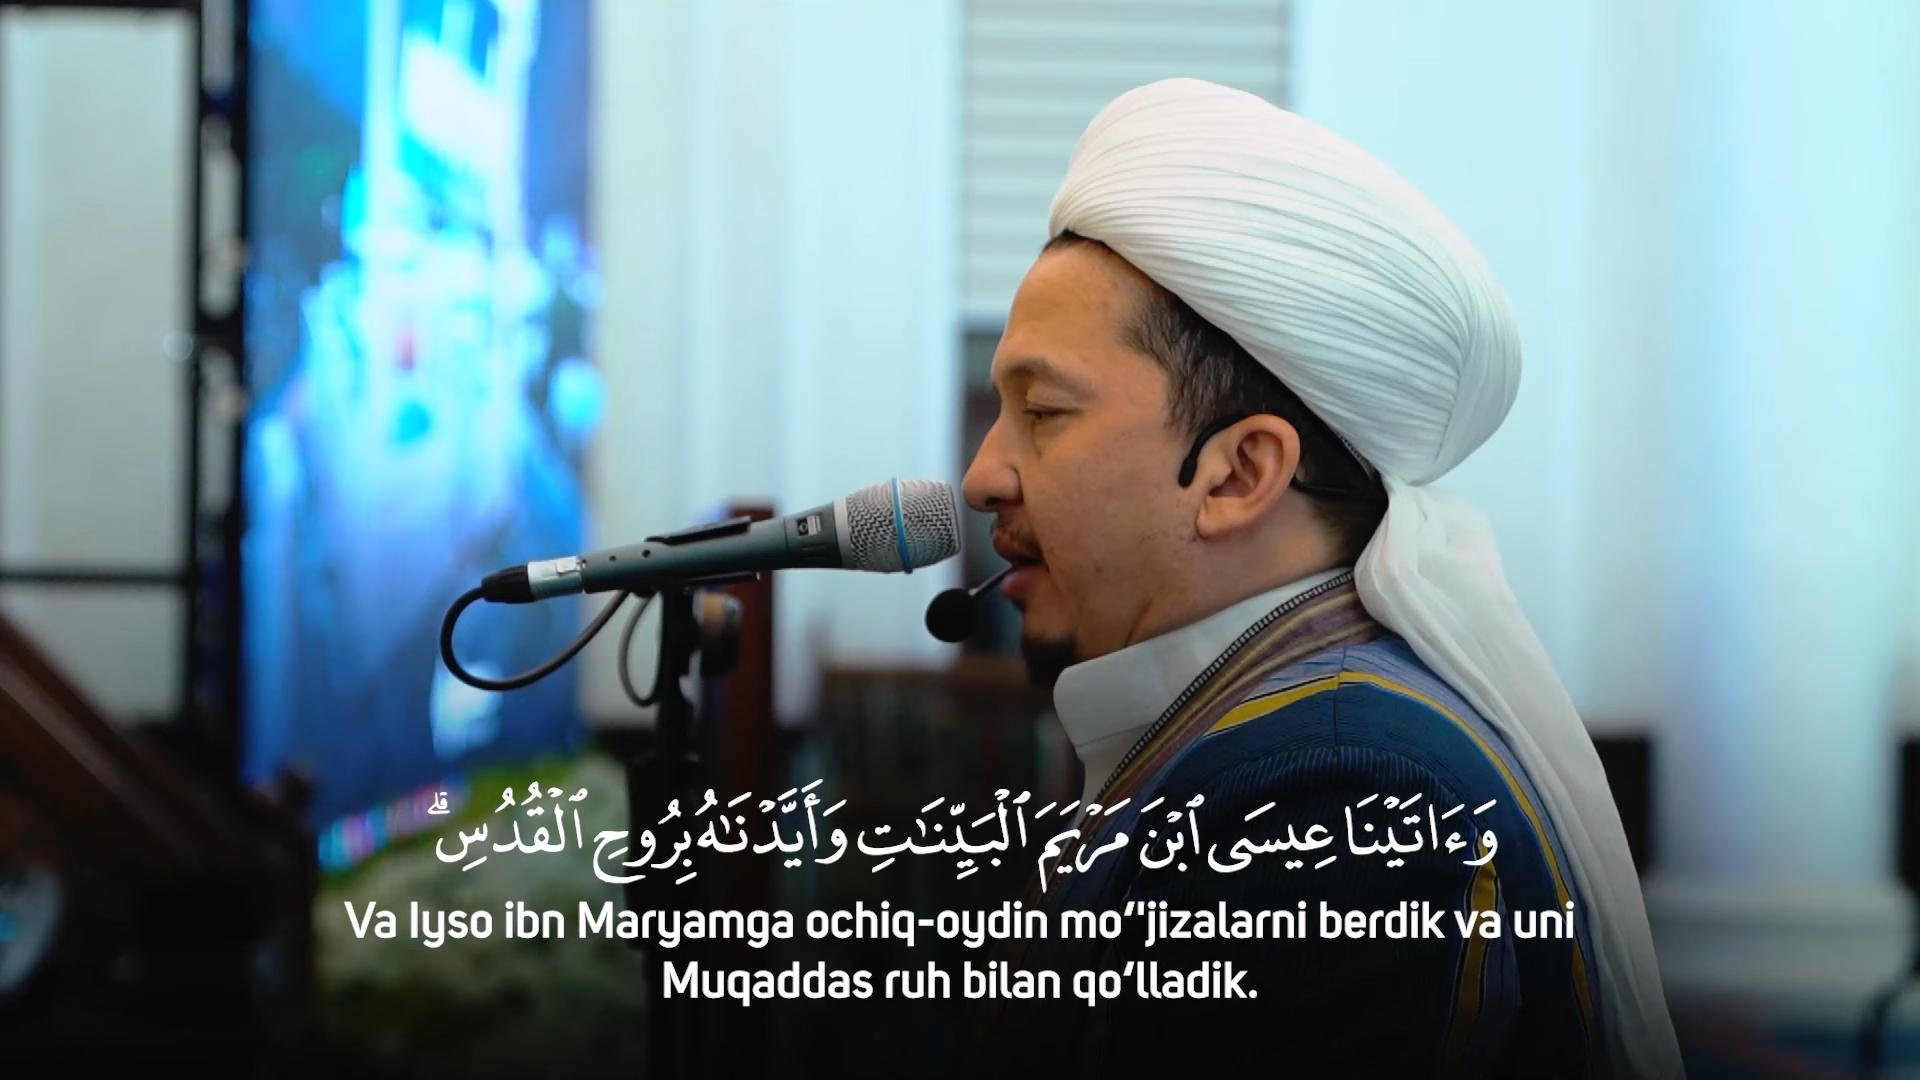 وَءَاتَيۡنَا عِيسَى ٱبۡنَ مَرۡيَمَ ٱلۡبَيِّنَٰتِ وَأَيَّدۡنَٰهُ بِرُوحِ ٱلۡقُدُسِۗ
Va Iyso ibn Maryamga ochiq-oydin mo‘'jizalarni berdik va uni
Muqaddas ruh bilan qo‘lladik.